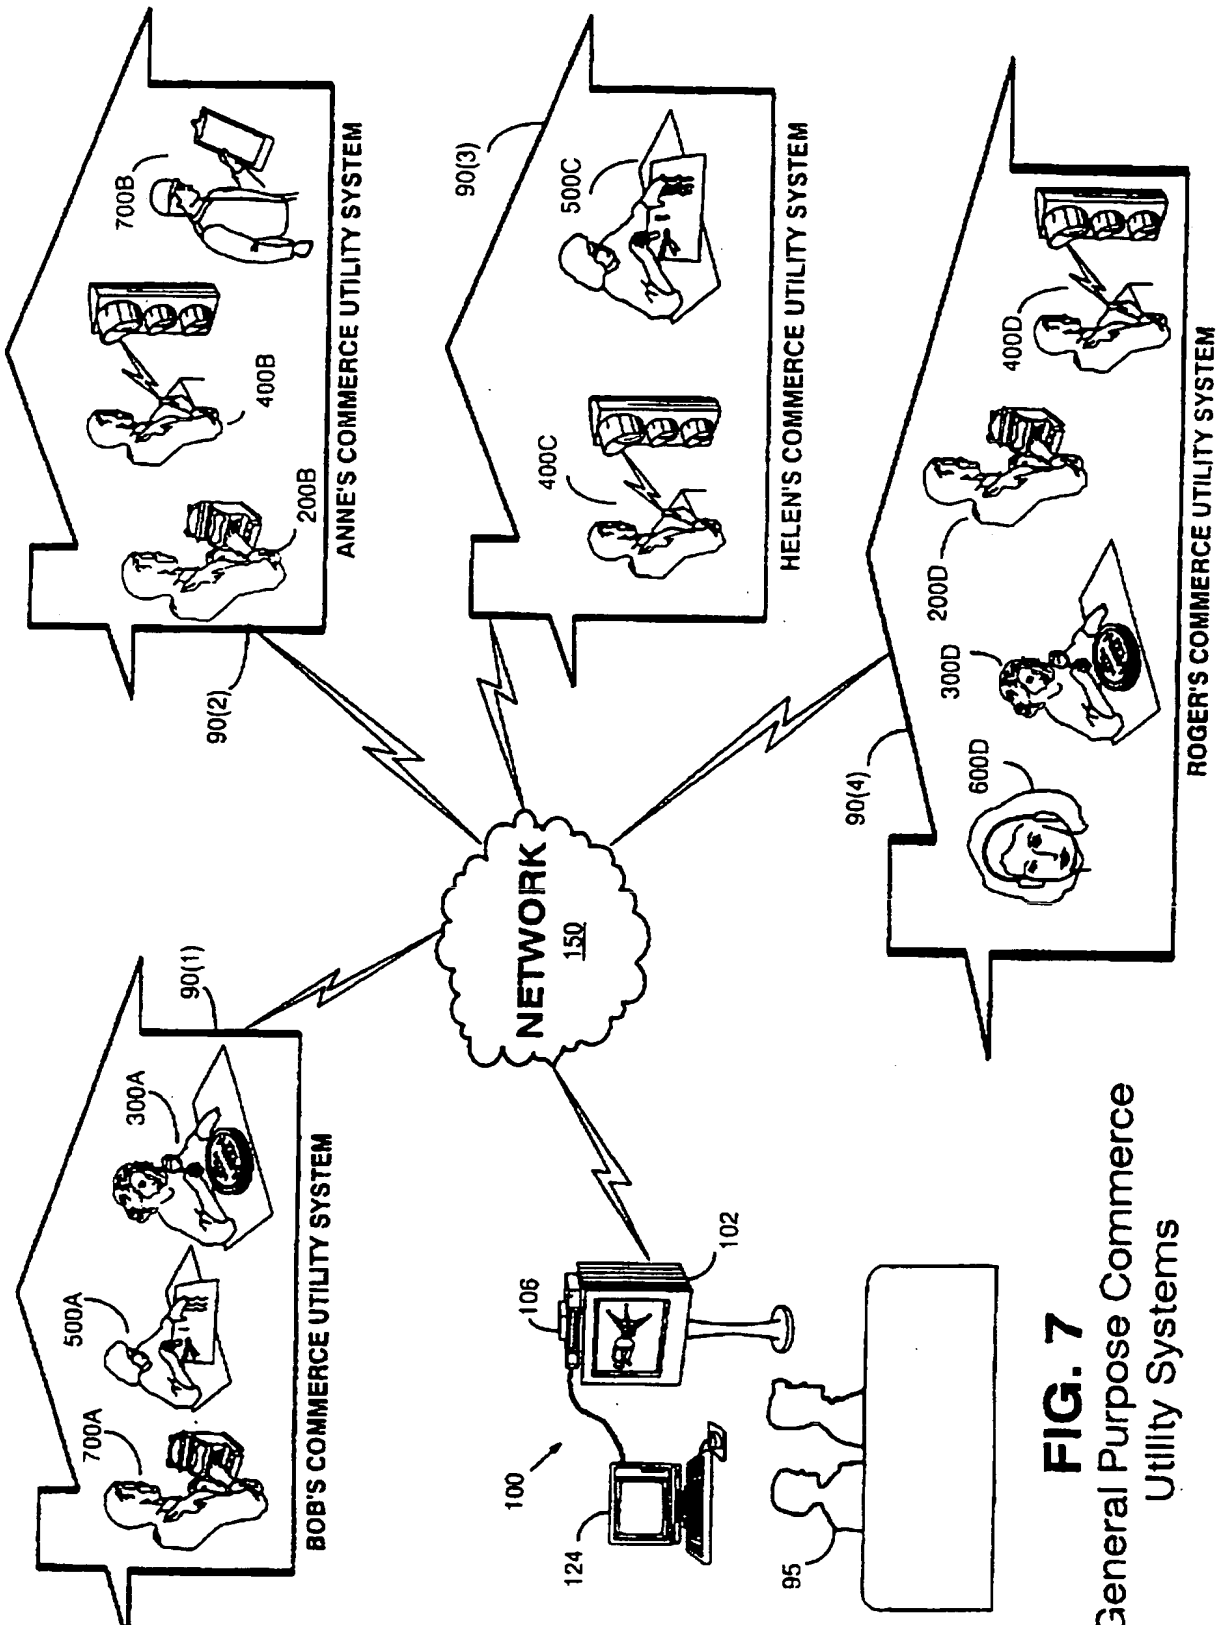 BOB'S COMMERCE UTILITY SYSTEM
700A
500A
300A
90(1)
ANNE'S COMMERCE UTILITY SYSTEM
90(2)
200B
400B
700B
HELEN'S COMMERCE UTILITY SYSTEM
90(3)
400C
500C
NETWORK
150
ROGER'S COMMERCE UTILITY SYSTEM
90(4)
600D
300D
200D
400D
100
124
106
102
95
FIG. 7
General Purpose Commerce
Utility Systems